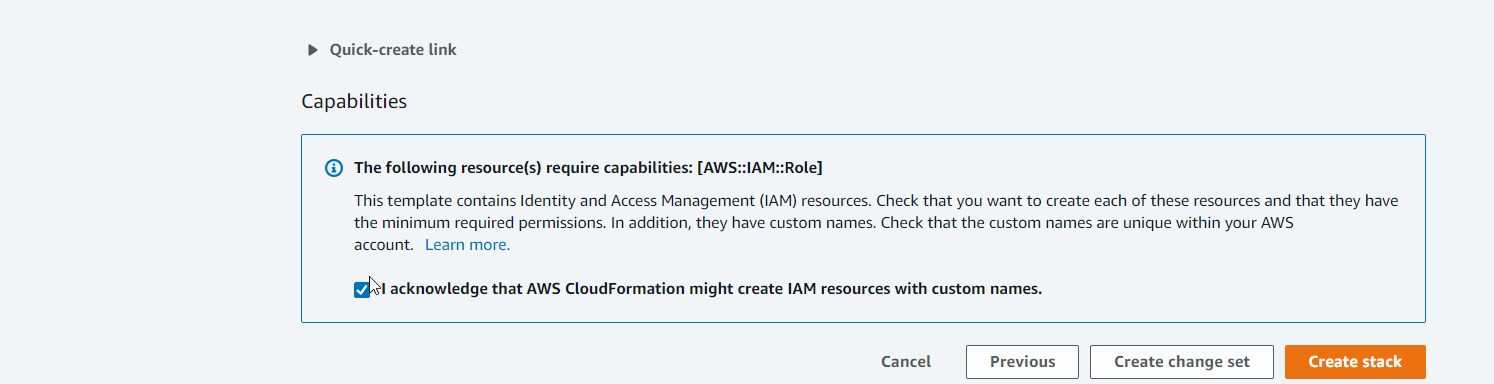 Quick-create link
Capabilities
The following resource(s) require capabilities: [AWS::IAM::Role]
This template contains Identity and Access Management (IAM) resources. Check that you want to create each of these resources and that they have
the minimum required permissions. In addition, they have custom names. Check that the custom names are unique within your AWS
account. Learn more.
I acknowledge that AWS CloudFormation might create IAM resources with custom names.
Cancel Previous Create change set Create stack